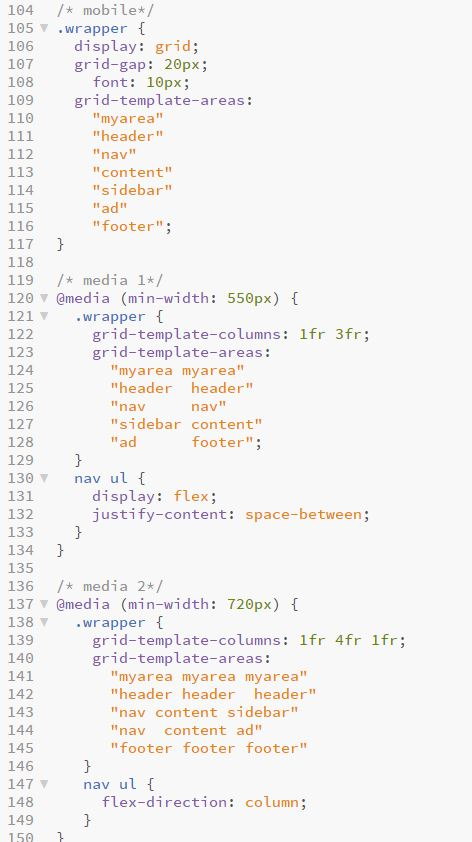 104 /* mobile*/
105 ▼ .wrapper {
106 display: grid;
107 grid-gap: 20px;
108 font: 10px;
109 grid-template-areas:
110 "myarea"
111 "header"
112 "nav"
113 "content"
114 "sidebar"
115 "ad"
116 "footer";
117 }
118
119 /* media 1*/
120 ▼ @media (min-width: 550px) {
121 ▼ .wrapper {
122 grid-template-columns: 1fr 3fr;
123 grid-template-areas:
124 "myarea myarea"
125 "header  header"
126 "nav     nav"
127 "sidebar content"
128 "ad      footer";
129 }
130 ▼ nav ul {
131 display: flex;
132 justify-content: space-between;
133 }
134 }
135
136 /* media 2*/
137 ▼ @media (min-width: 720px) {
138 ▼ .wrapper {
139 grid-template-columns: 1fr 4fr 1fr;
140 grid-template-areas:
141 "myarea myarea myarea"
142 "header header  header"
143 "nav content sidebar"
144 "nav  content ad"
145 "footer footer footer"
146 }
147 ▼ nav ul {
148 flex-direction: column;
149 }
150 }